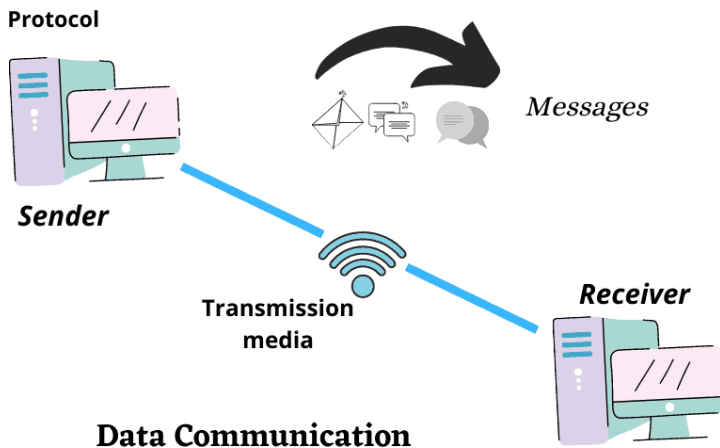 Protocol
Messages
Sender
Receiver
Transmission
media
Data Communication